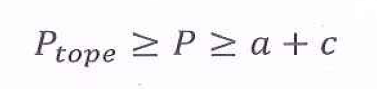 P_tope ≥ P ≥ a + c